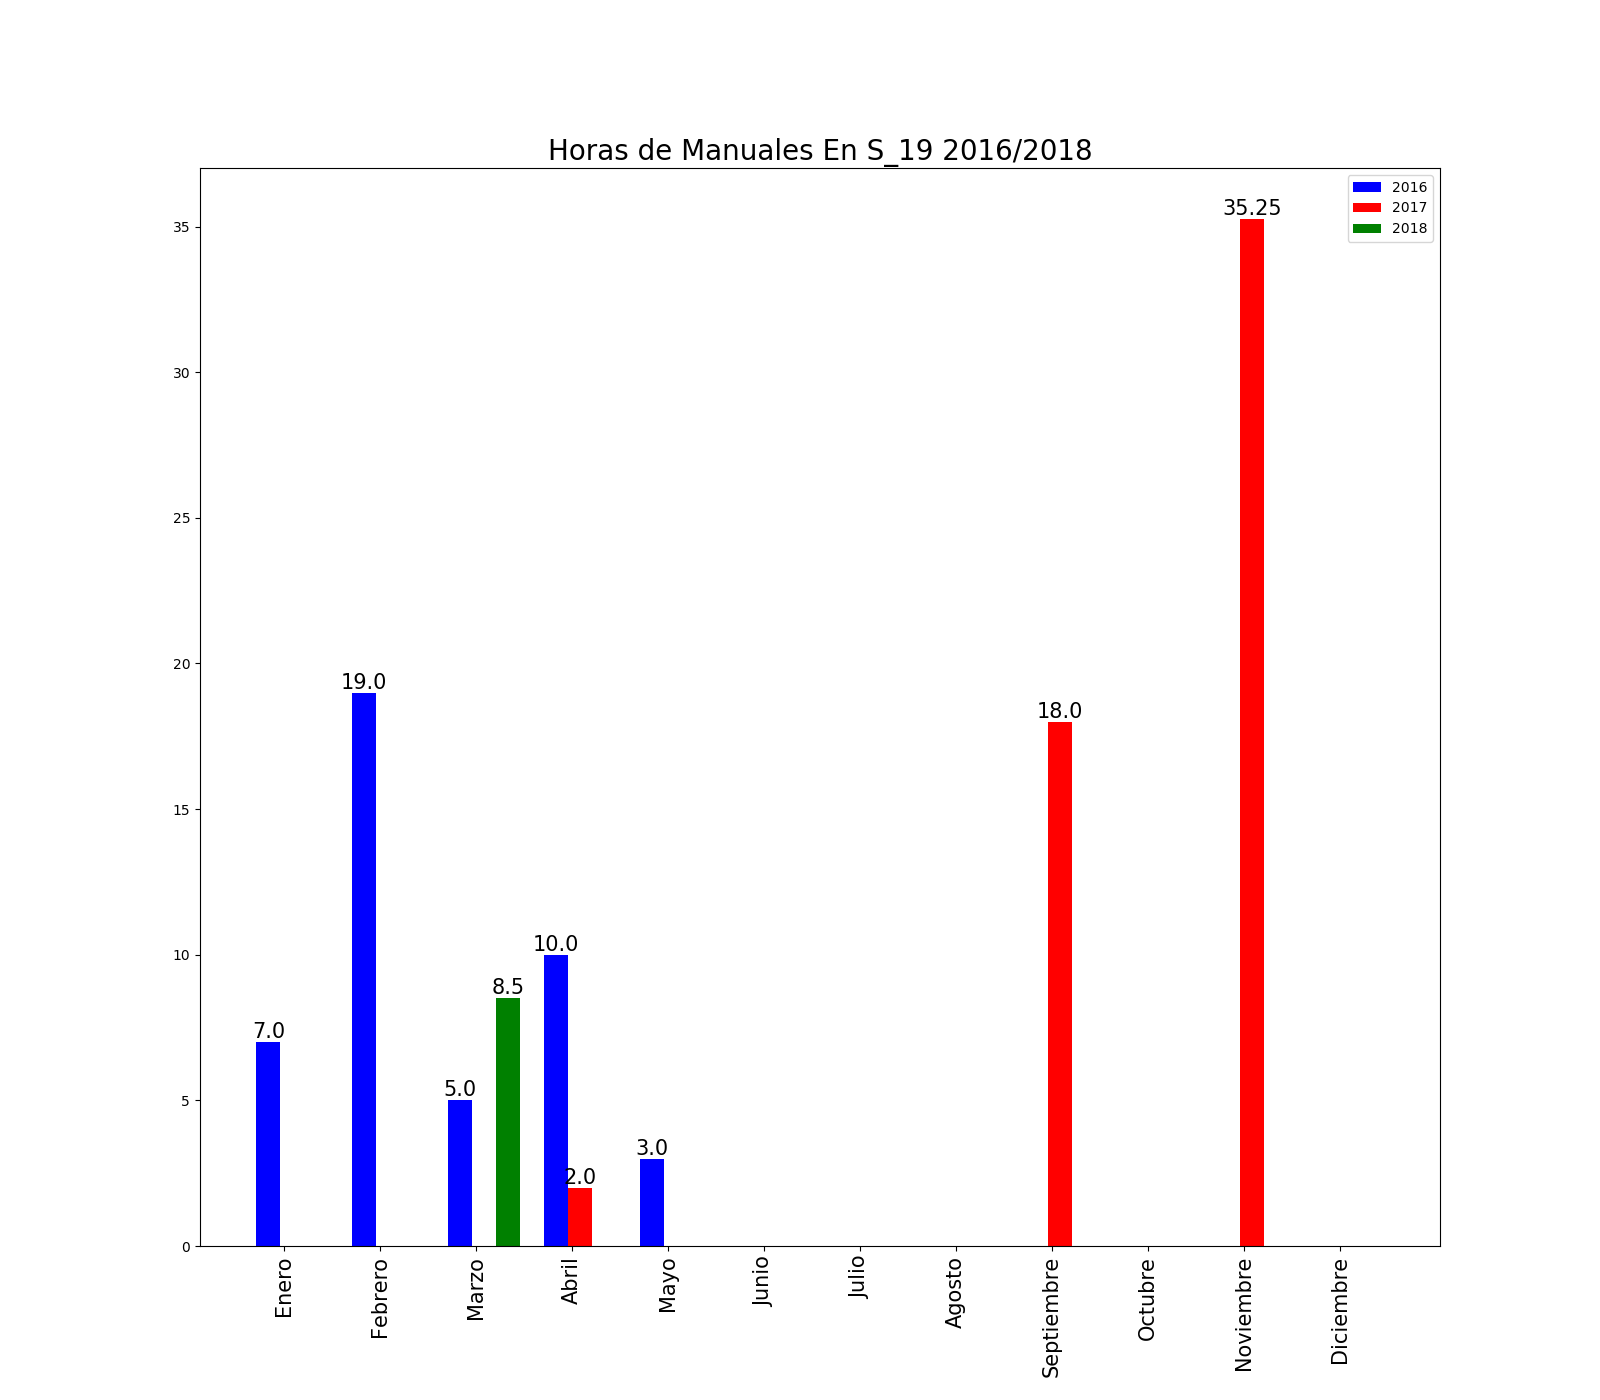 Horas de Manuales En S_19 2016/2018
2016
2017
2018
35
30
25
20
15
10
5
0
7.0
19.0
5.0
8.5
10.0
2.0
3.0
18.0
35.25
Enero
Febrero
Marzo
Abril
Mayo
Junio
Julio
Agosto
Septiembre
Octubre
Noviembre
Diciembre